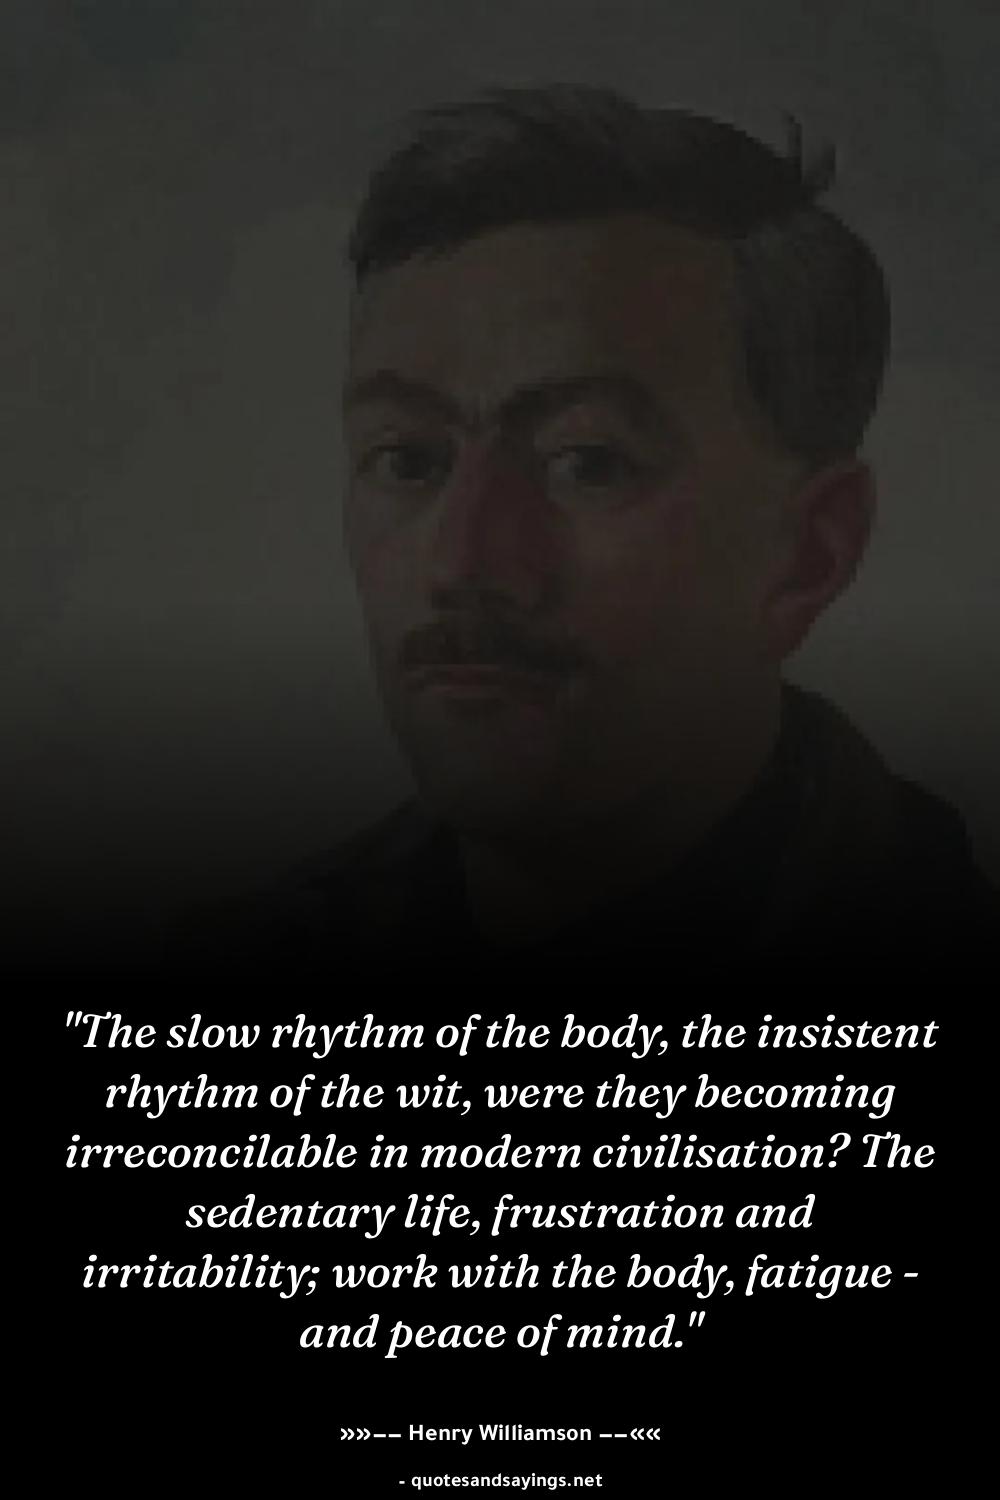 "The slow rhythm of the body, the insistent
rhythm of the wit, were they becoming
irreconcilable in modern civilisation? The
sedentary life, frustration and
irritability; work with the body, fatigue -
and peace of mind."
»»−− Henry Williamson −−««
- quotesandsayings.net